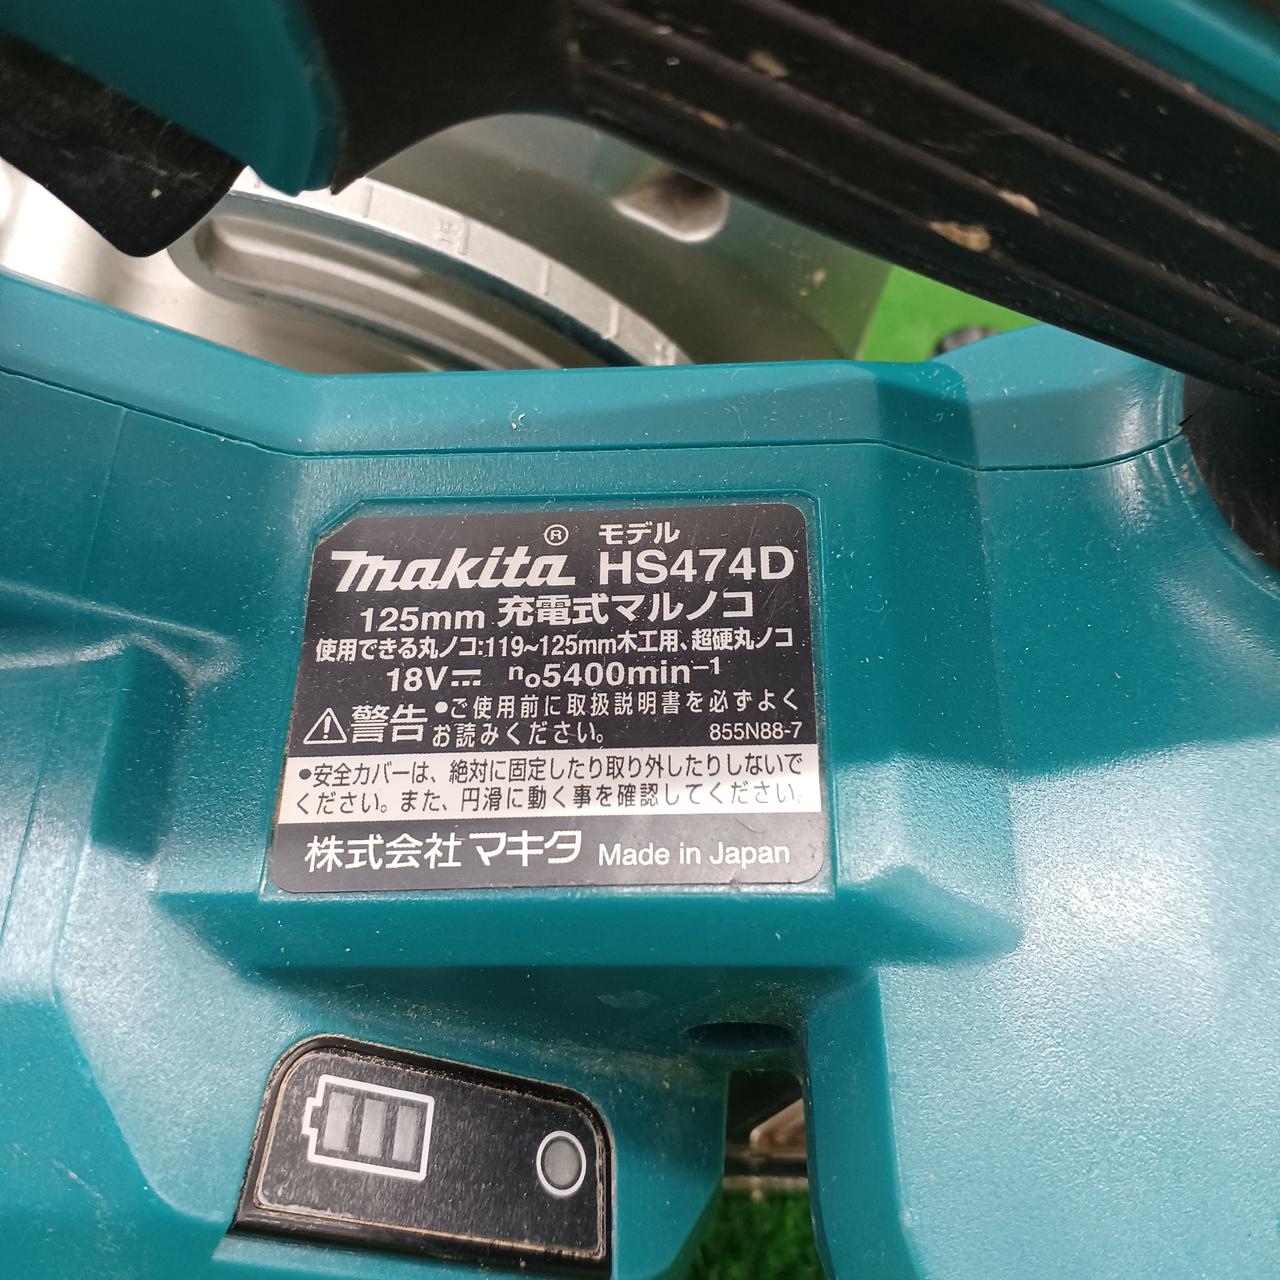 makita® モデル HS474D
125mm 充電式マルノコ
使用できる丸ノコ:119~125mm木工用、超硬丸ノコ
18V⎓ n₀5400min⁻¹
⚠警告 •ご使用前に取扱説明書を必ずよく
お読みください。 855N88-7
•安全カバーは、絶対に固定したり取り外したりしないで
ください。また、円滑に動く事を確認してください。
株式会社マキタ Made in Japan